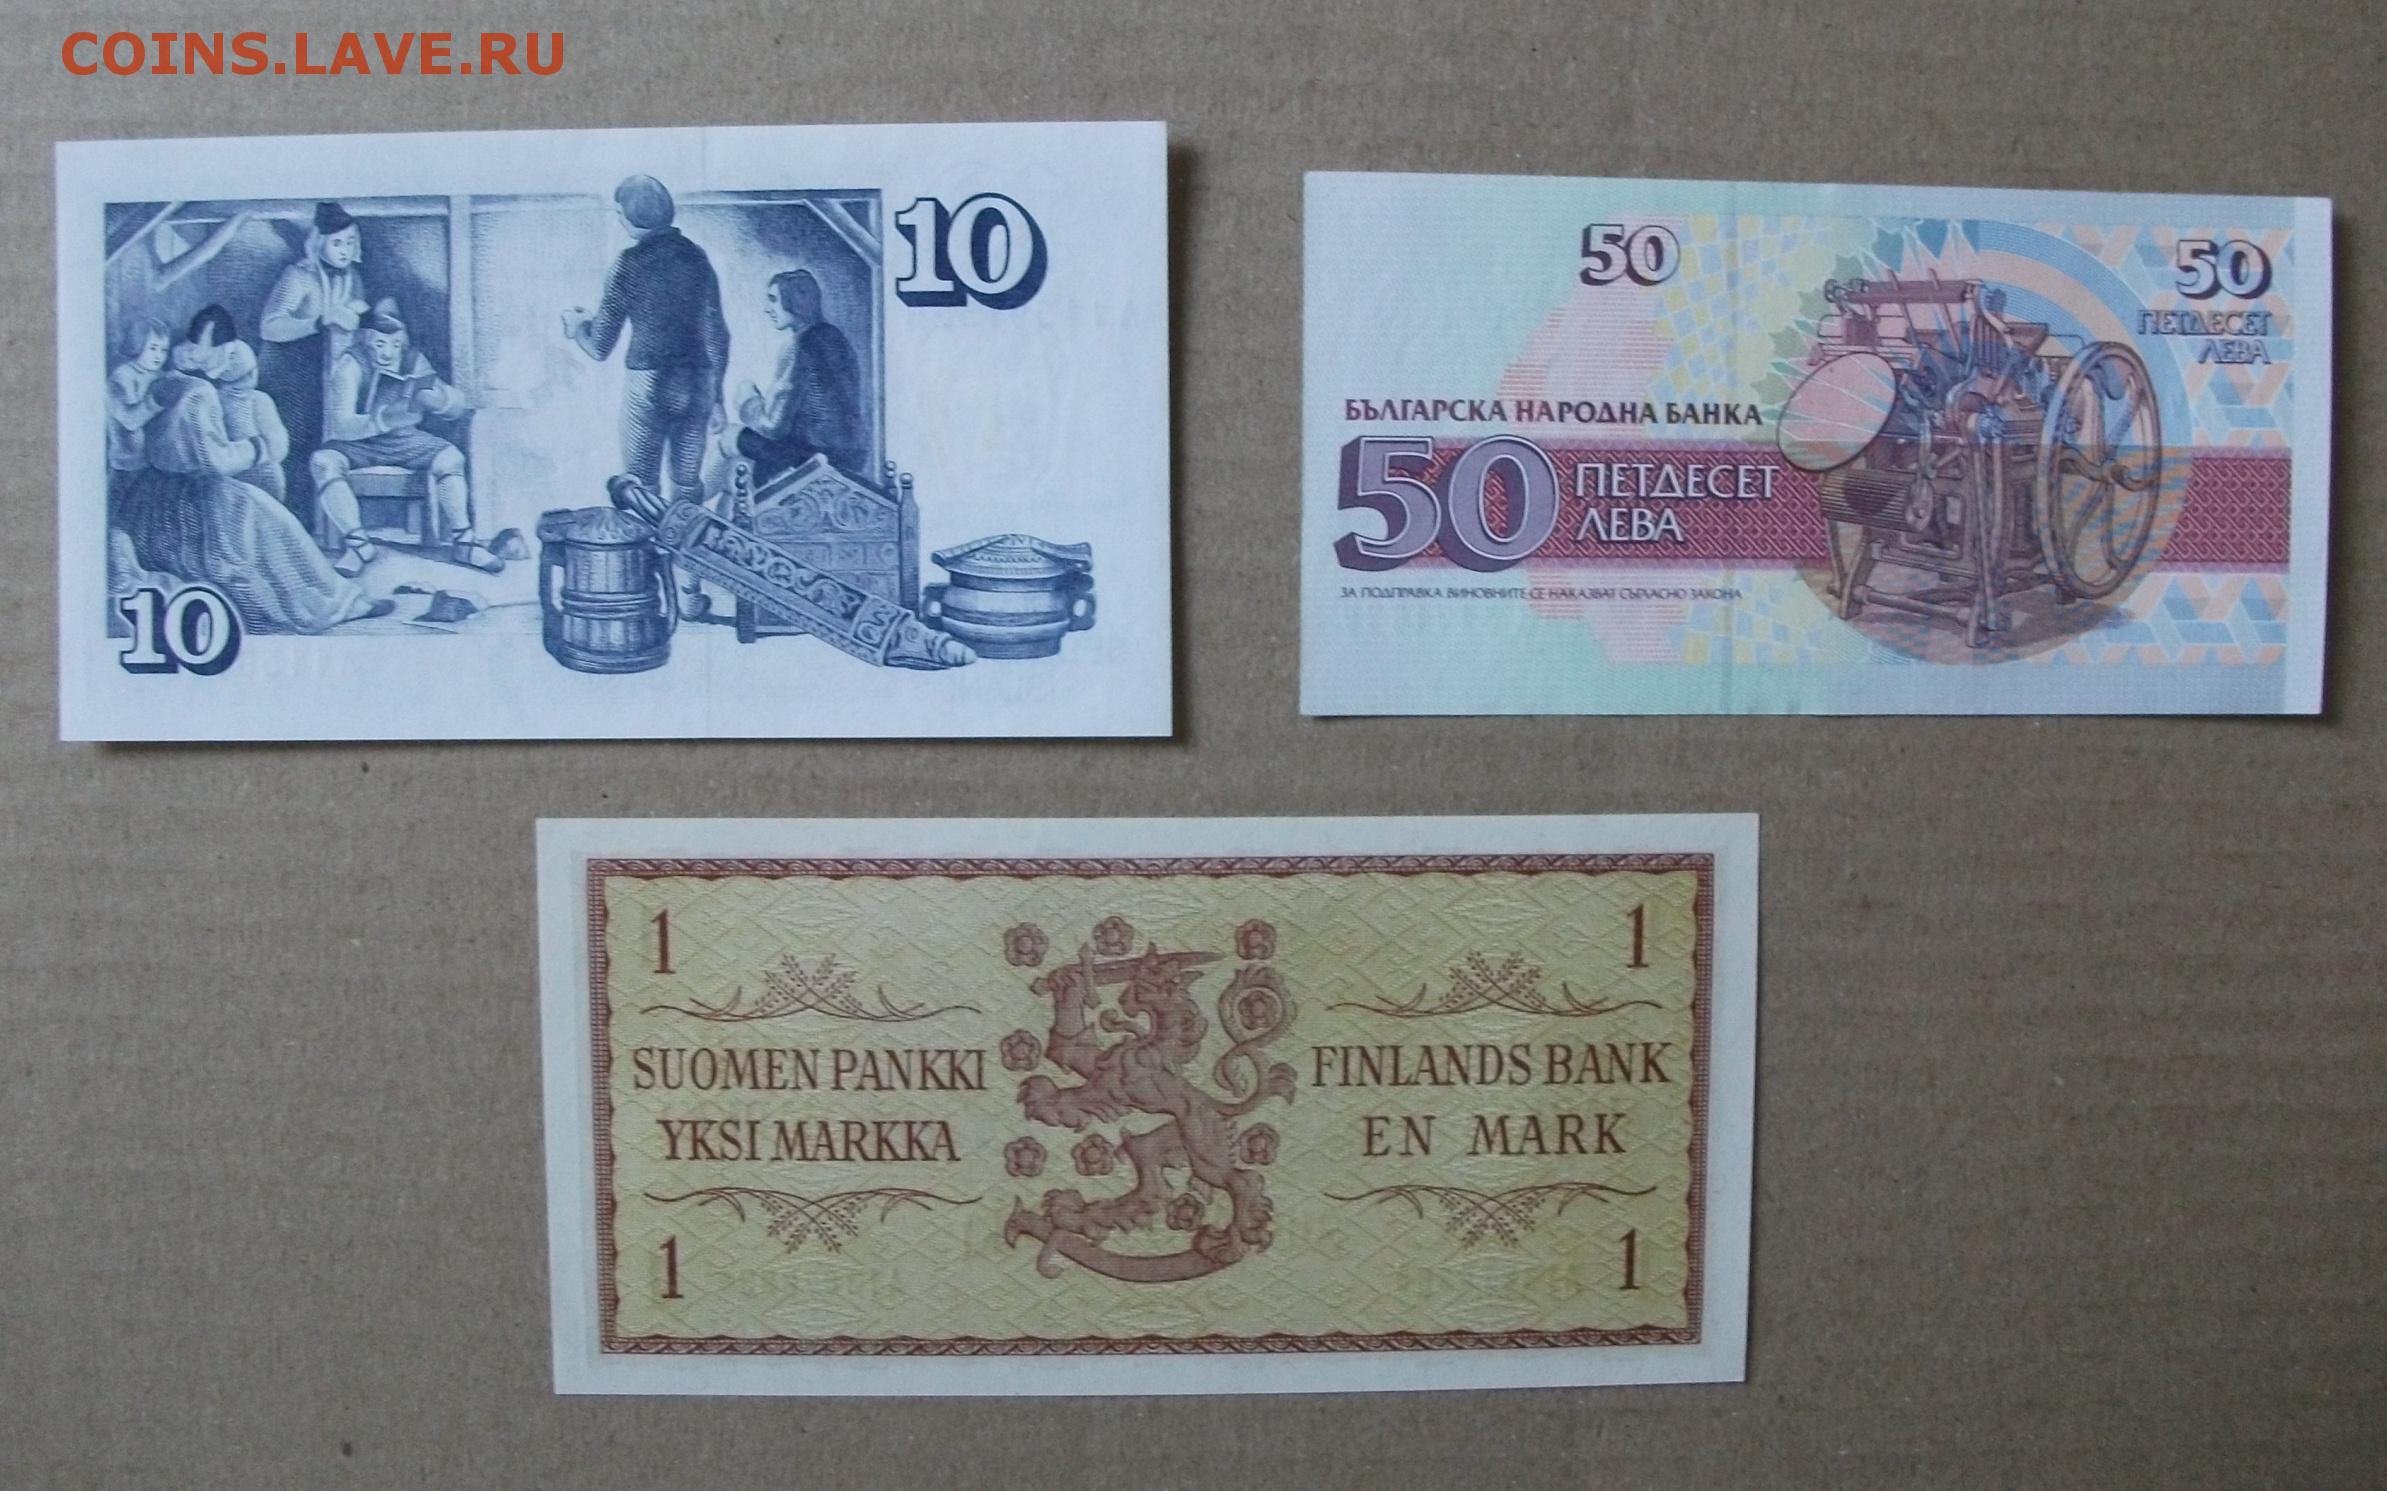 COINS.LAVE.RU
10
10
50
50
ПЕТДЕСЕТ
ЛЕВА
БЪЛГАРСКА НАРОДНА БАНКА
50 ПЕТДЕСЕТ
ЛЕВА
ЗА ПОДПРАВКА ВИНОВНИТЕ СЕ НАКАЗВАТ СЪГЛАСНО ЗАКОНА
1
1
SUOMEN PANKKI
YKSI MARKKA
FINLANDS BANK
EN MARK
1
1